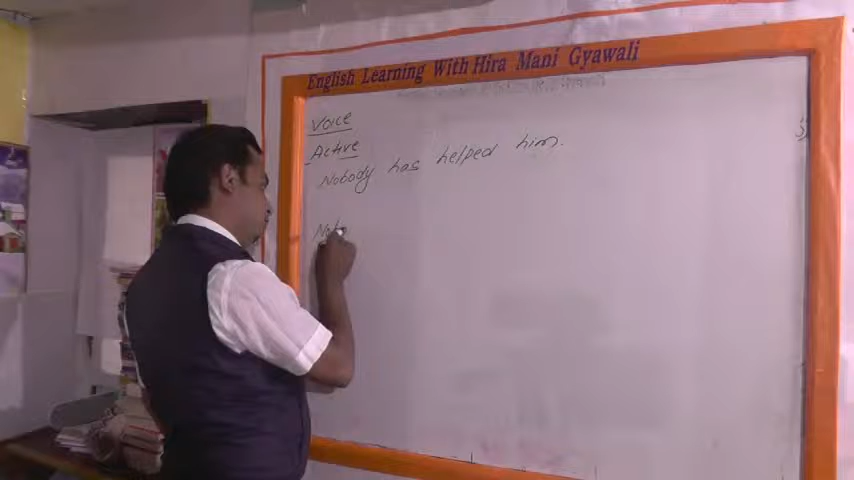 English Learning With Hira Mani Gyawali
Voice
Active
Nobody has helped him.